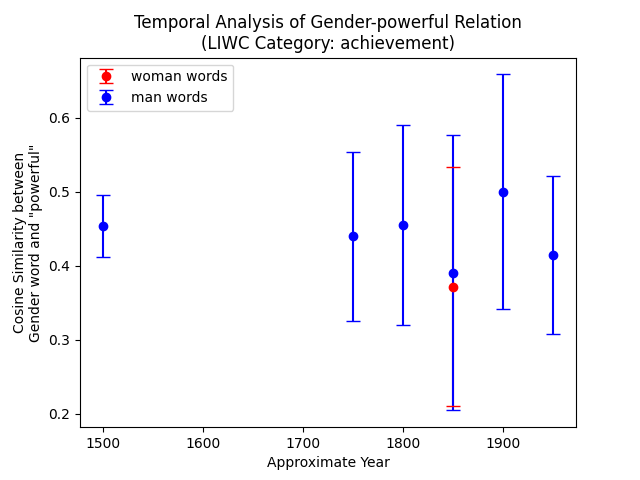 Temporal Analysis of Gender-powerful Relation
(LIWC Category: achievement)
woman words
man words
Cosine Similarity between
Gender word and "powerful"
0.6
0.5
0.4
0.3
0.2
1500
1600
1700
1800
1900
Approximate Year